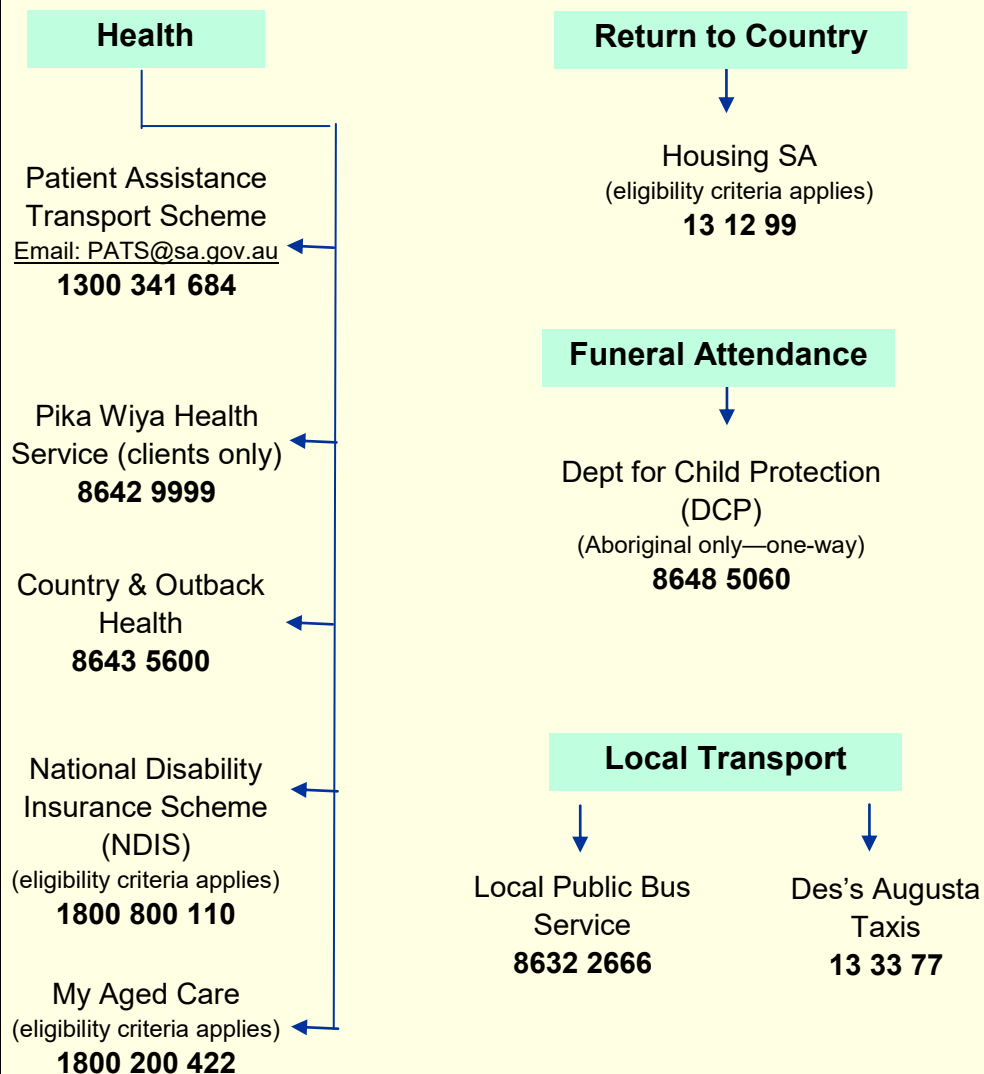 Health
Patient Assistance
Transport Scheme
Email: PATS@sa.gov.au
1300 341 684
Pika Wiya Health
Service (clients only)
8642 9999
Country & Outback
Health
8643 5600
National Disability
Insurance Scheme
(NDIS)
(eligibility criteria applies)
1800 800 110
My Aged Care
(eligibility criteria applies)
1800 200 422
Return to Country
Housing SA
(eligibility criteria applies)
13 12 99
Funeral Attendance
Dept for Child Protection
(DCP)
(Aboriginal only—one-way)
8648 5060
Local Transport
Local Public Bus
Service
8632 2666
Des's Augusta
Taxis
13 33 77